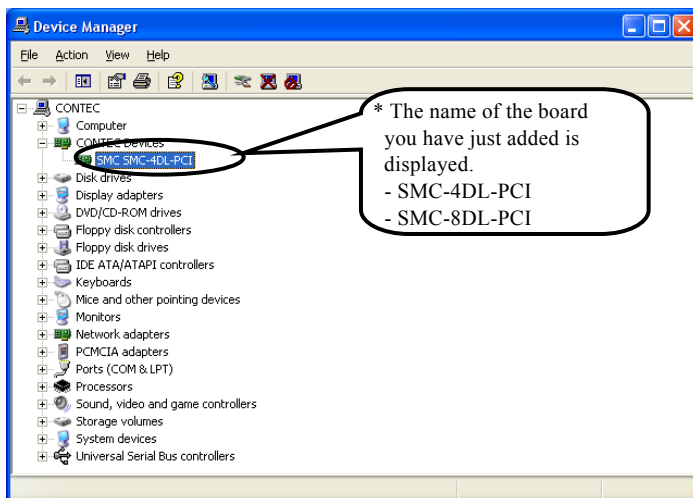 Device Manager
File Action View Help
CONTEC
Computer
CONTEC Devices
SMC SMC-4DL-PCI
Disk drives
Display adapters
DVD/CD-ROM drives
Floppy disk controllers
Floppy disk drives
IDE ATA/ATAPI controllers
Keyboards
Mice and other pointing devices
Monitors
Network adapters
PCMCIA adapters
Ports (COM & LPT)
Processors
Sound, video and game controllers
Storage volumes
System devices
Universal Serial Bus controllers
* The name of the board
you have just added is
displayed.
- SMC-4DL-PCI
- SMC-8DL-PCI